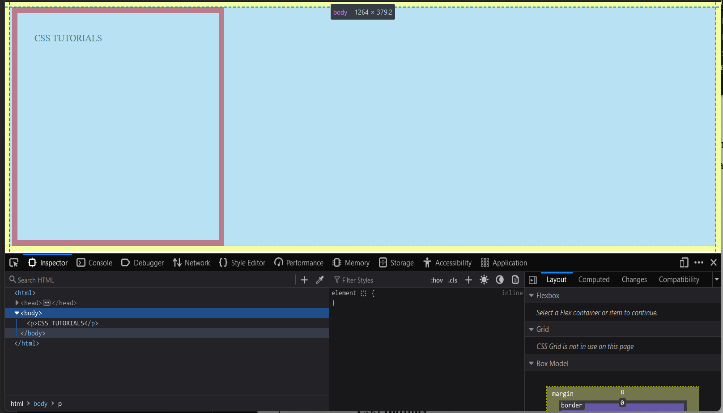 body 1264 × 379.2
CSS TUTORIALS
Inspector Console Debugger Network {} Style Editor Performance Memory Storage Accessibility Application
Search HTML
Filter Styles :hov .cls
Layout Computed Changes Compatibility
<html>
<head> </head>
<body>
<p>CSS TUTORIALS</p>
</body>
</html>
element { inline
}
Flexbox
Select a Flex container or item to continue.
Grid
CSS Grid is not in use on this page
Box Model
margin 0
border 0
html > body > p